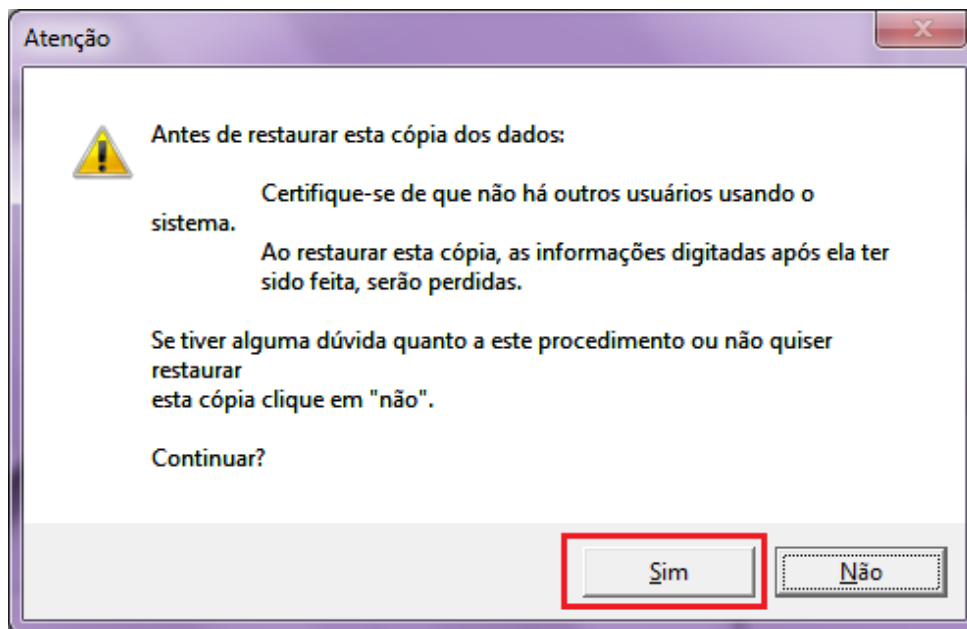 Atenção
Antes de restaurar esta cópia dos dados:
Certifique-se de que não há outros usuários usando o
sistema.
Ao restaurar esta cópia, as informações digitadas após ela ter
sido feita, serão perdidas.
Se tiver alguma dúvida quanto a este procedimento ou não quiser
restaurar
esta cópia clique em "não".
Continuar?
Sim
Não